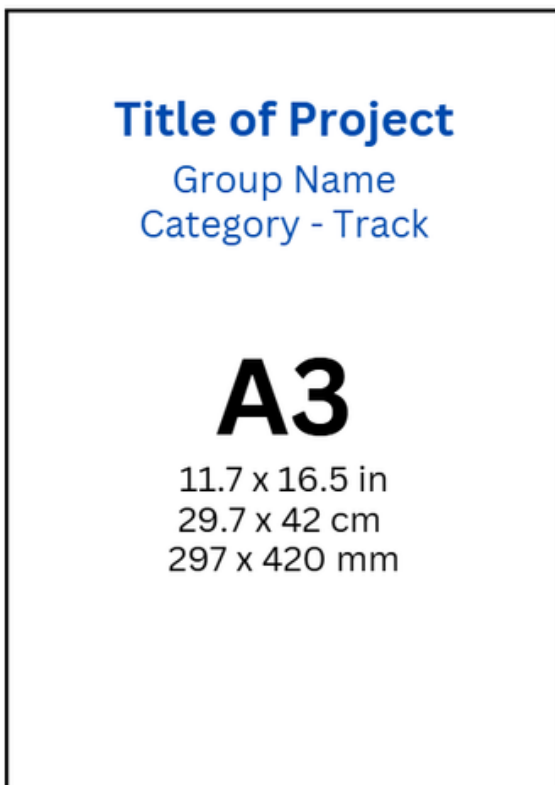 Title of Project
Group Name
Category - Track
A3
11.7 x 16.5 in
29.7 x 42 cm
297 x 420 mm